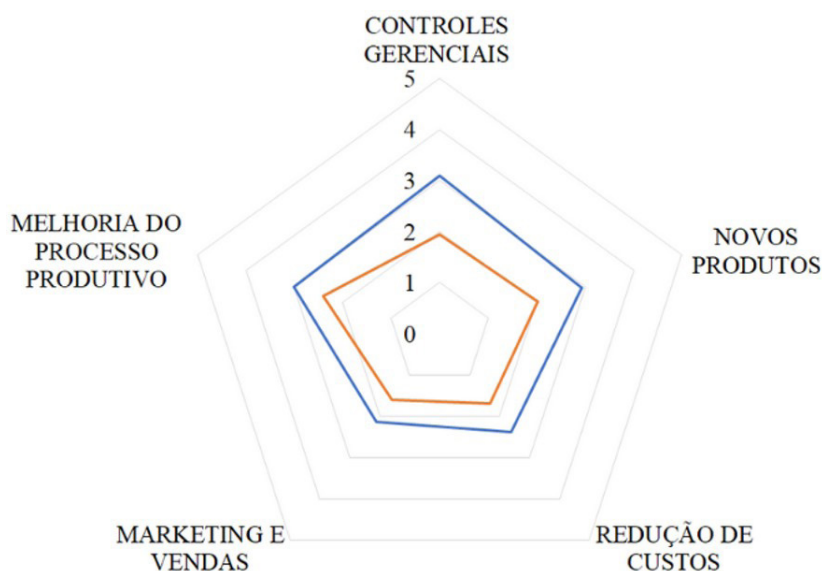 CONTROLES
GERENCIAIS
5
4
3
2
1
0
NOVOS
PRODUTOS
REDUÇÃO DE
CUSTOS
MARKETING E
VENDAS
MELHORIA DO
PROCESSO
PRODUTIVO